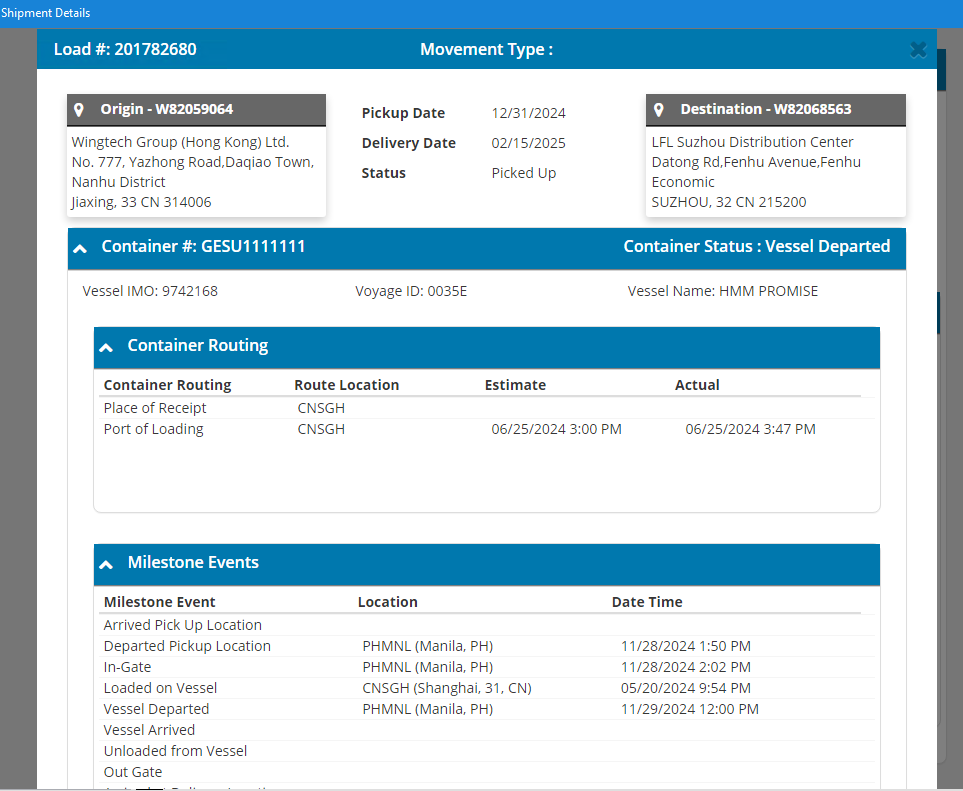 Shipment Details
Load #: 201782680 Movement Type :
Origin - W82059064
Wingtech Group (Hong Kong) Ltd.
No. 777, Yazhong Road,Daqiao Town,
Nanhu District
Jiaxing, 33 CN 314006
Pickup Date 12/31/2024
Delivery Date 02/15/2025
Status Picked Up
Destination - W82068563
LFL Suzhou Distribution Center
Datong Rd,Fenhu Avenue,Fenhu
Economic
SUZHOU, 32 CN 215200
Container #: GESU1111111 Container Status : Vessel Departed
Vessel IMO: 9742168 Voyage ID: 0035E Vessel Name: HMM PROMISE
Container Routing
Container Routing Route Location Estimate Actual
Place of Receipt CNSGH
Port of Loading CNSGH 06/25/2024 3:00 PM 06/25/2024 3:47 PM
Milestone Events
Milestone Event Location Date Time
Arrived Pick Up Location
Departed Pickup Location PHMNL (Manila, PH) 11/28/2024 1:50 PM
In-Gate PHMNL (Manila, PH) 11/28/2024 2:02 PM
Loaded on Vessel CNSGH (Shanghai, 31, CN) 05/20/2024 9:54 PM
Vessel Departed PHMNL (Manila, PH) 11/29/2024 12:00 PM
Vessel Arrived
Unloaded from Vessel
Out Gate